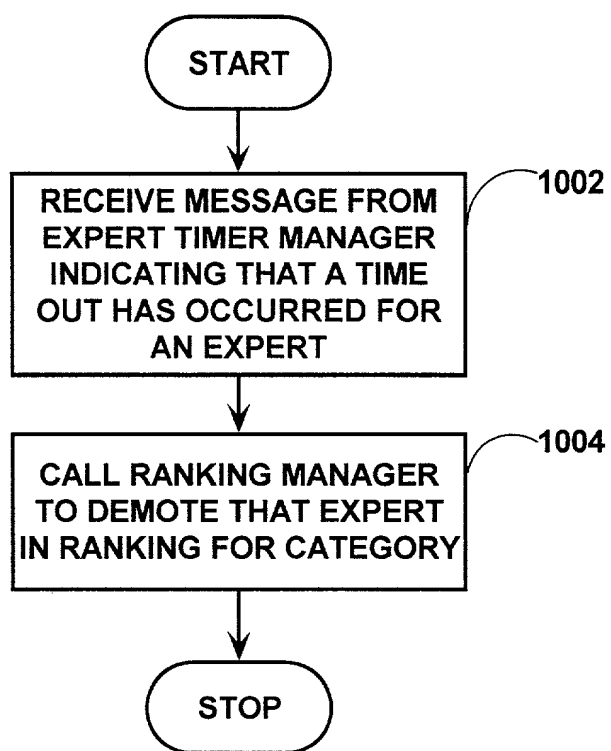 START
1002
RECEIVE MESSAGE FROM
EXPERT TIMER MANAGER
INDICATING THAT A TIME
OUT HAS OCCURRED FOR
AN EXPERT
1004
CALL RANKING MANAGER
TO DEMOTE THAT EXPERT
IN RANKING FOR CATEGORY
STOP